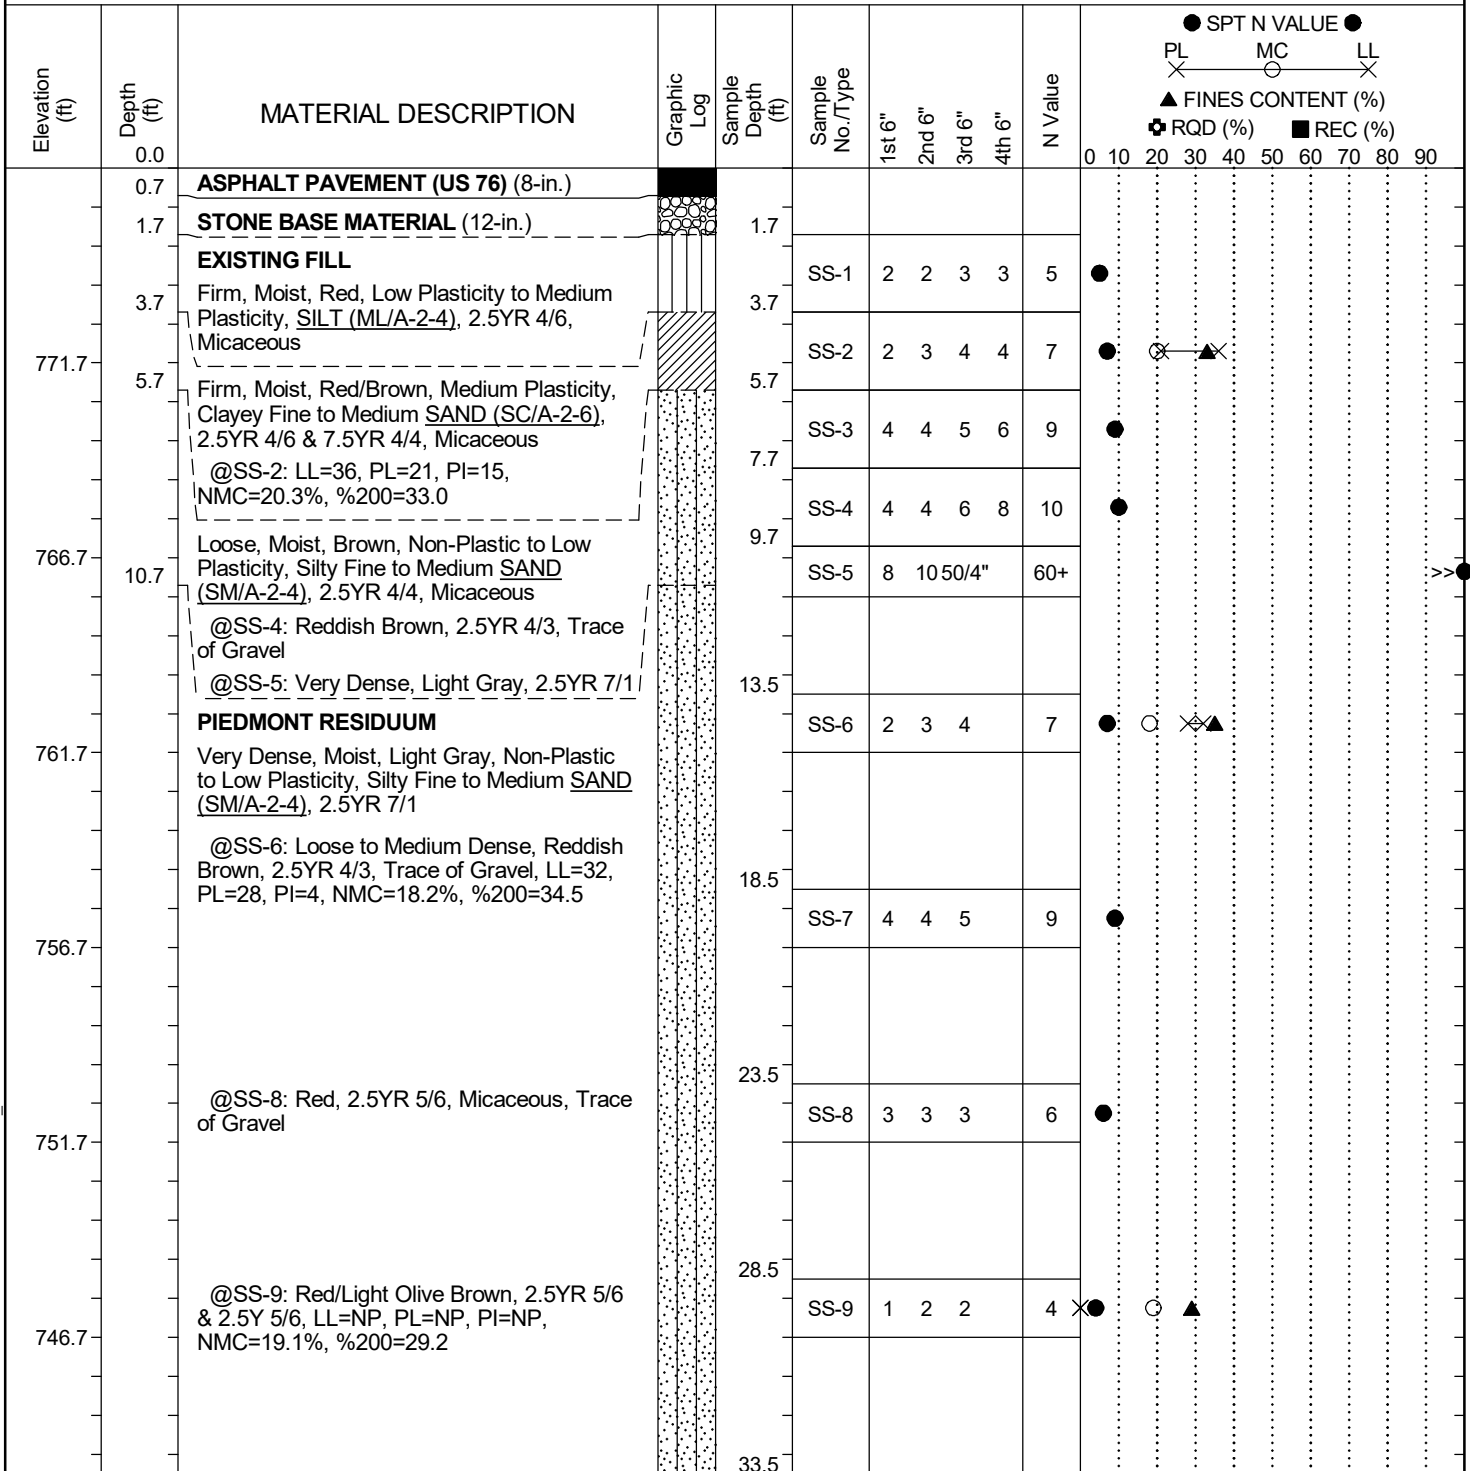 ● SPT N VALUE ●
PL MC LL
▲ FINES CONTENT (%)
RQD (%) ■ REC (%)
0 10 20 30 40 50 60 70 80 90
Elevation (ft)
Depth (ft)
0.0
MATERIAL DESCRIPTION
Graphic Log
Sample Depth (ft)
Sample No./Type
1st 6"
2nd 6"
3rd 6"
4th 6"
N Value
0.7 ASPHALT PAVEMENT (US 76) (8-in.)
1.7 STONE BASE MATERIAL (12-in.) 1.7
EXISTING FILL
SS-1 2 2 3 3 5
Firm, Moist, Red, Low Plasticity to Medium
3.7 3.7
Plasticity, SILT (ML/A-2-4), 2.5YR 4/6,
Micaceous
SS-2 2 3 4 4 7
771.7
5.7 5.7
Firm, Moist, Red/Brown, Medium Plasticity,
Clayey Fine to Medium SAND (SC/A-2-6),
2.5YR 4/6 & 7.5YR 4/4, Micaceous
SS-3 4 4 5 6 9
7.7
@SS-2: LL=36, PL=21, PI=15,
NMC=20.3%, %200=33.0
SS-4 4 4 6 8 10
9.7
Loose, Moist, Brown, Non-Plastic to Low
766.7
Plasticity, Silty Fine to Medium SAND
10.7
SS-5 8 10 50/4" 60+ >>
(SM/A-2-4), 2.5YR 4/4, Micaceous
@SS-4: Reddish Brown, 2.5YR 4/3, Trace
of Gravel
@SS-5: Very Dense, Light Gray, 2.5YR 7/1
13.5
PIEDMONT RESIDUUM
SS-6 2 3 4 7
761.7
Very Dense, Moist, Light Gray, Non-Plastic
to Low Plasticity, Silty Fine to Medium SAND
(SM/A-2-4), 2.5YR 7/1
@SS-6: Loose to Medium Dense, Reddish
Brown, 2.5YR 4/3, Trace of Gravel, LL=32,
18.5
PL=28, PI=4, NMC=18.2%, %200=34.5
SS-7 4 4 5 9
756.7
23.5
@SS-8: Red, 2.5YR 5/6, Micaceous, Trace
of Gravel
SS-8 3 3 3 6
751.7
28.5
@SS-9: Red/Light Olive Brown, 2.5YR 5/6
& 2.5Y 5/6, LL=NP, PL=NP, PI=NP,
SS-9 1 2 2 4
746.7
NMC=19.1%, %200=29.2
33.5